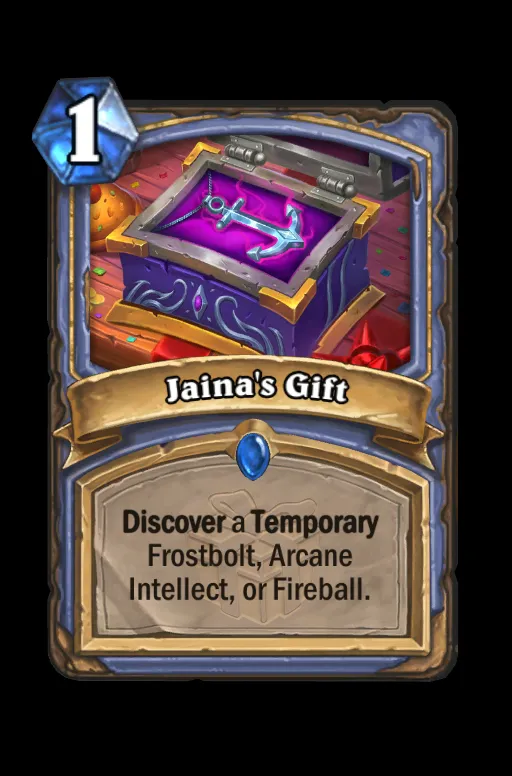 1
Jaina's Gift
Discover a Temporary
Frostbolt, Arcane
Intellect, or Fireball.